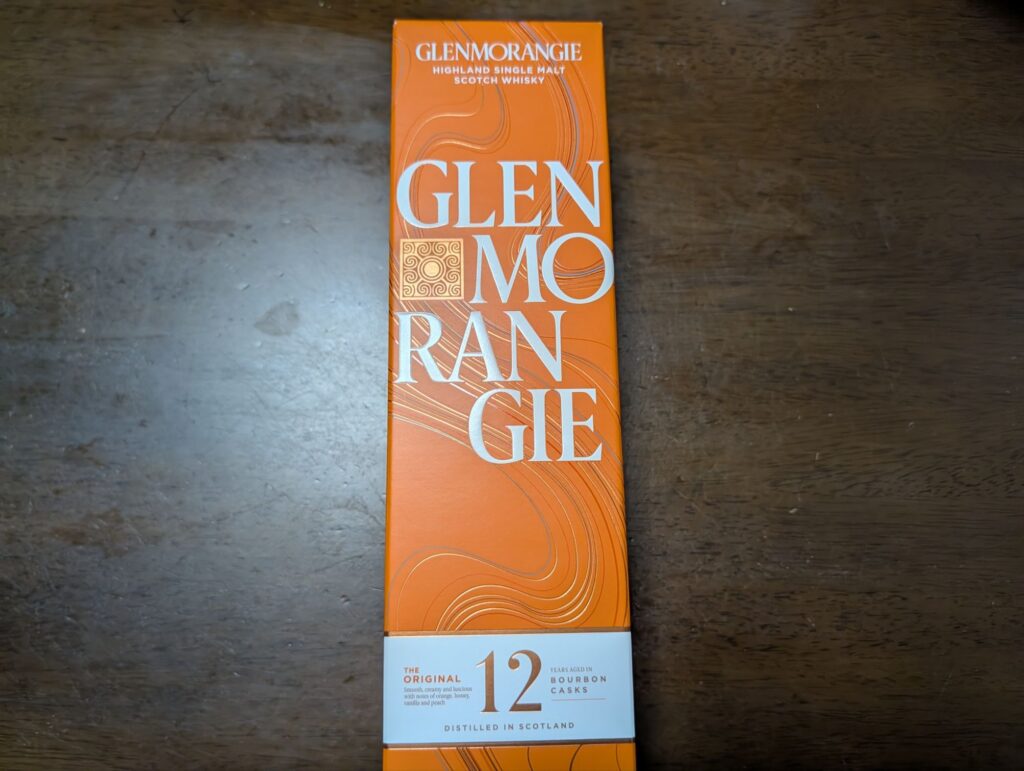 GLENMORANGIE
HIGHLAND SINGLE MALT
SCOTCH WHISKY
GLEN
MO
RAN
GIE
THE
ORIGINAL
Smooth, creamy and luscious
with notes of orange, honey,
vanilla and peach
12
YEARS AGED IN
BOURBON
CASKS
DISTILLED IN SCOTLAND